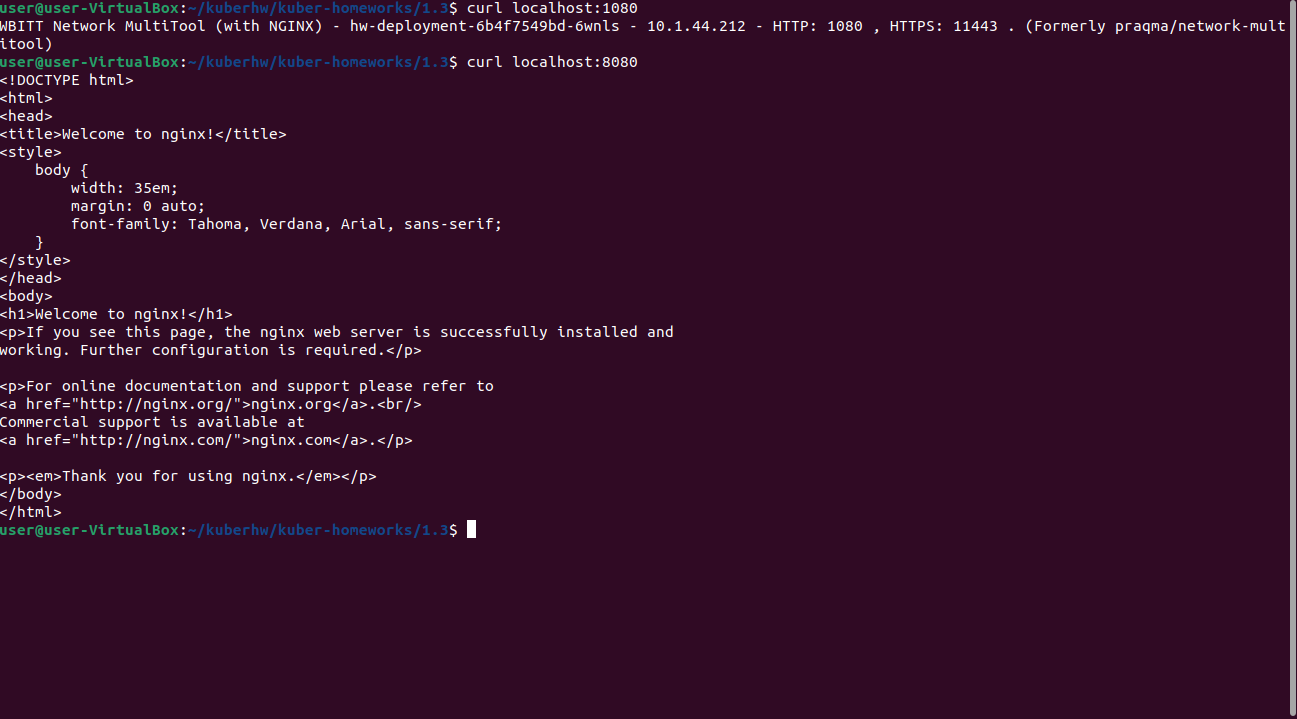 user@user-VirtualBox:~/kuberhw/kuber-homeworks/1.3$ curl localhost:1080
WBITT Network MultiTool (with NGINX) - hw-deployment-6b4f7549bd-6wnls - 10.1.44.212 - HTTP: 1080 , HTTPS: 11443 . (Formerly praqma/network-mult
itool)
user@user-VirtualBox:~/kuberhw/kuber-homeworks/1.3$ curl localhost:8080
<!DOCTYPE html>
<html>
<head>
<title>Welcome to nginx!</title>
<style>
    body {
        width: 35em;
        margin: 0 auto;
        font-family: Tahoma, Verdana, Arial, sans-serif;
    }
</style>
</head>
<body>
<h1>Welcome to nginx!</h1>
<p>If you see this page, the nginx web server is successfully installed and
working. Further configuration is required.</p>

<p>For online documentation and support please refer to
<a href="http://nginx.org/">nginx.org</a>.<br/>
Commercial support is available at
<a href="http://nginx.com/">nginx.com</a>.</p>

<p><em>Thank you for using nginx.</em></p>
</body>
</html>
user@user-VirtualBox:~/kuberhw/kuber-homeworks/1.3$